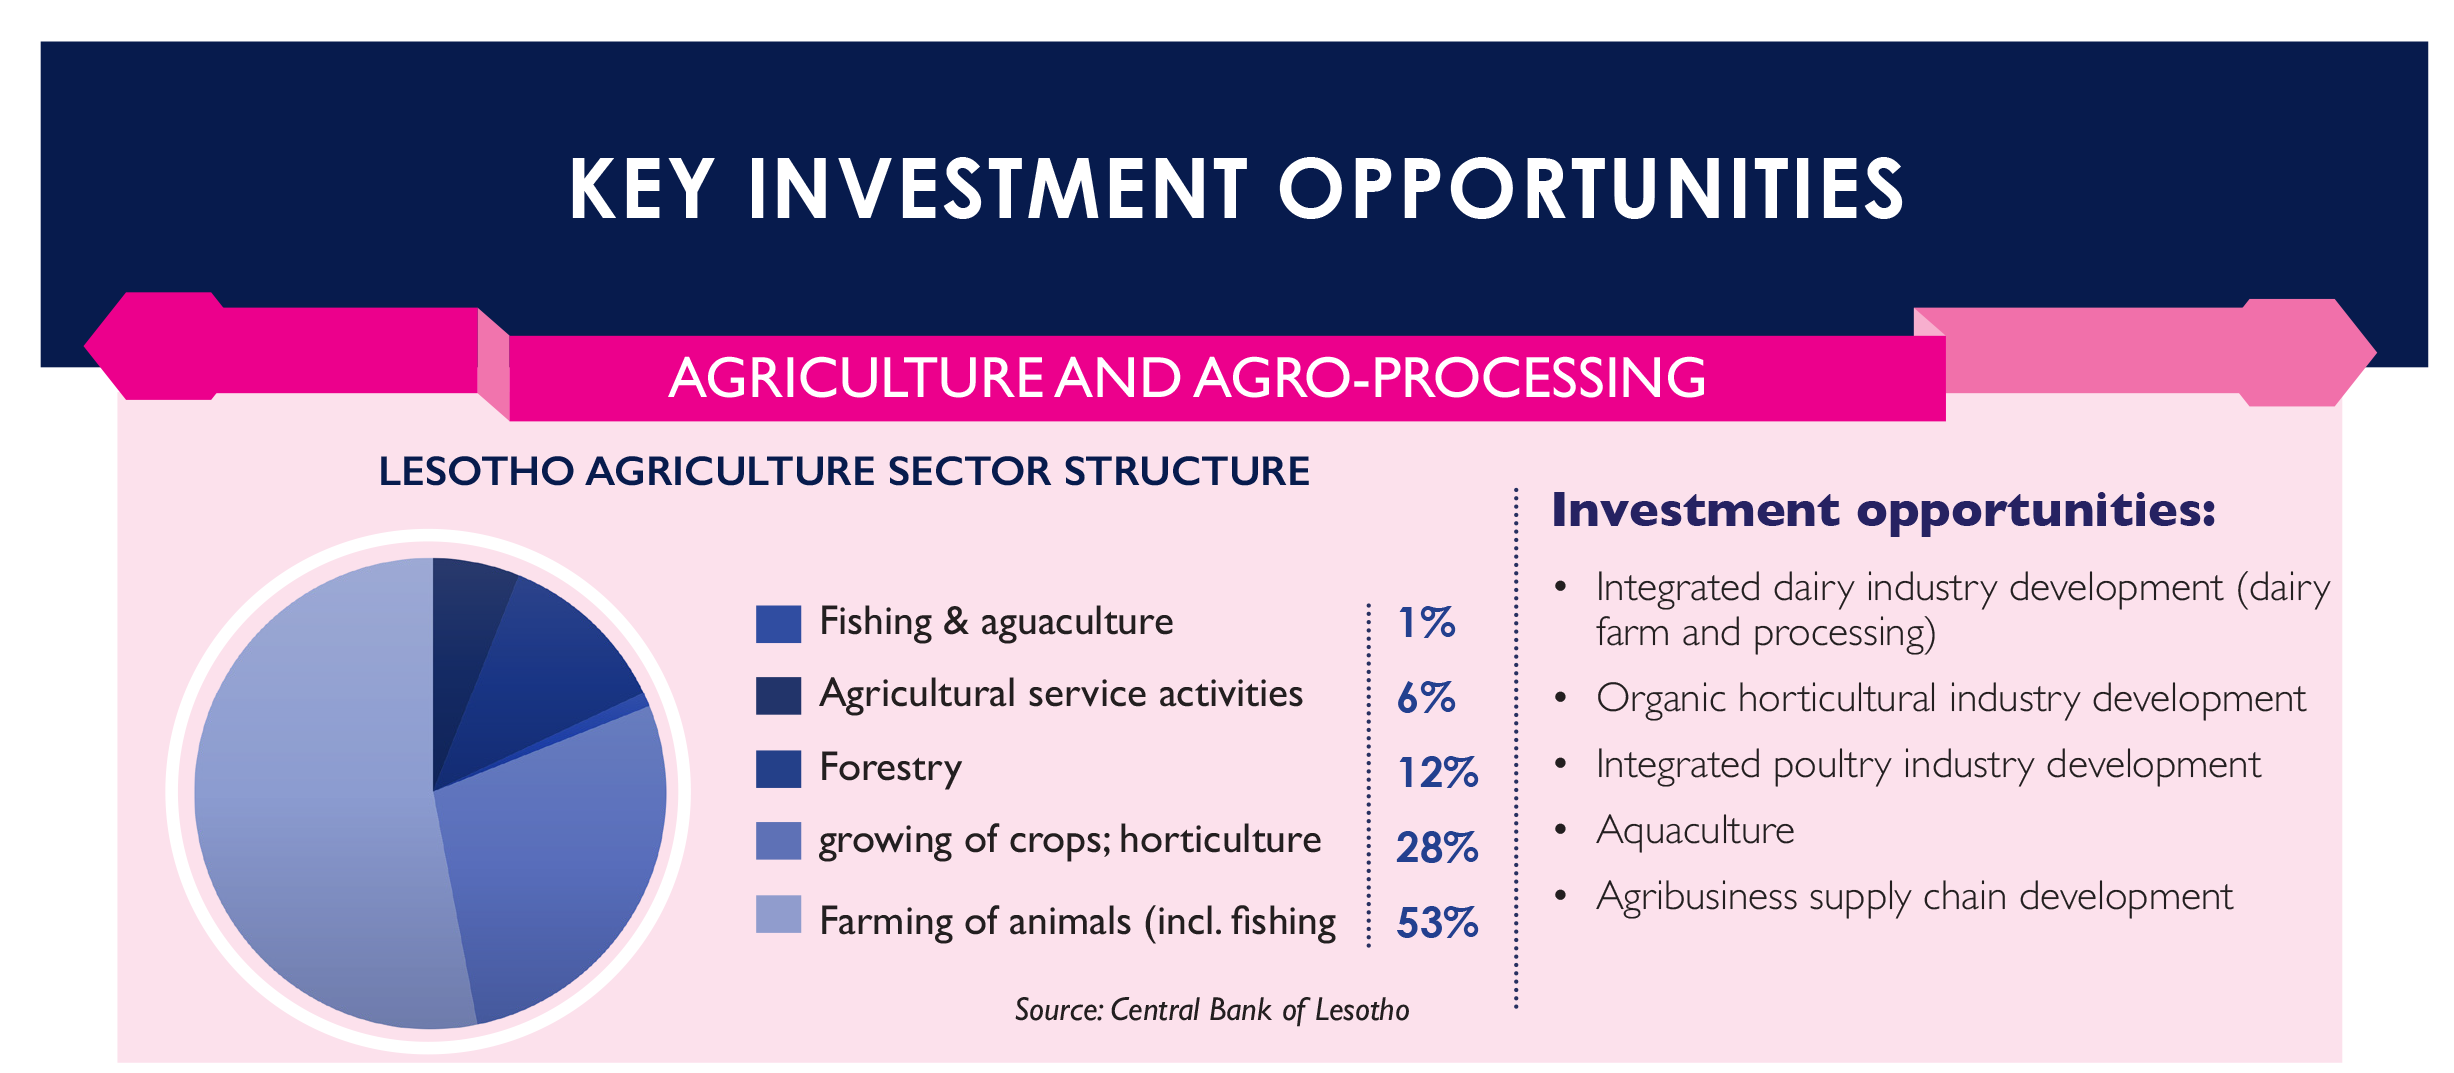 KEY INVESTMENT OPPORTUNITIES
AGRICULTURE AND AGRO-PROCESSING
LESOTHO AGRICULTURE SECTOR STRUCTURE
Fishing & aguaculture 1%
Agricultural service activities 6%
Forestry 12%
growing of crops; horticulture 28%
Farming of animals (incl. fishing 53%
Source: Central Bank of Lesotho
Investment opportunities:
• Integrated dairy industry development (dairy
farm and processing)
• Organic horticultural industry development
• Integrated poultry industry development
• Aquaculture
• Agribusiness supply chain development